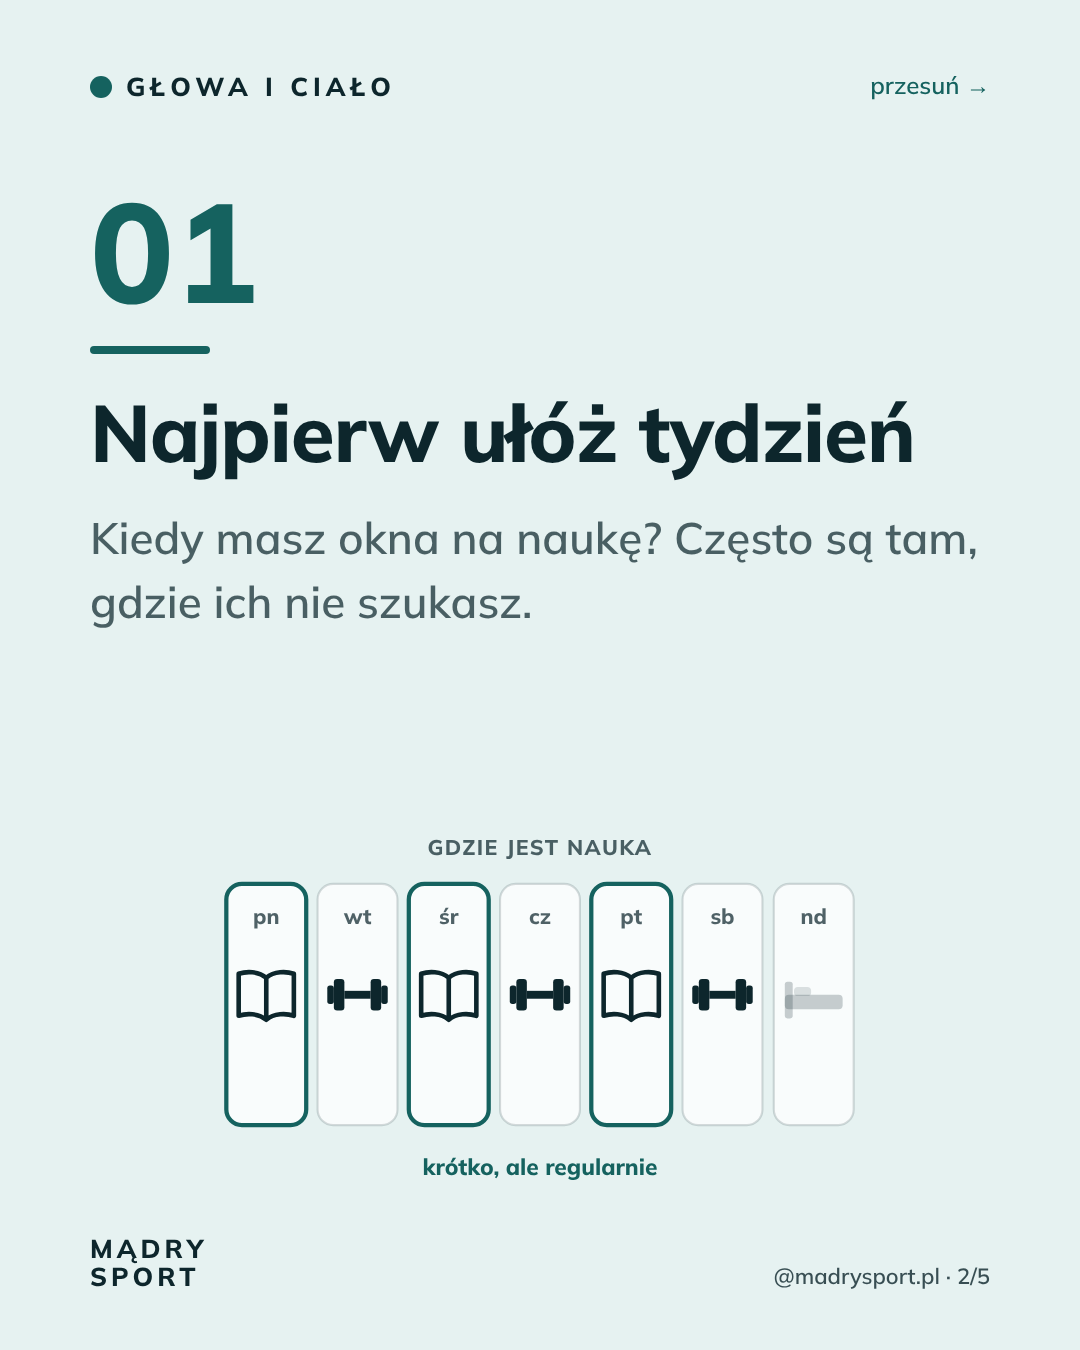 GŁOWA I CIAŁO
przesuń →
01
Najpierw ułóż tydzień
Kiedy masz okna na naukę? Często są tam,
gdzie ich nie szukasz.
GDZIE JEST NAUKA
pn wt śr cz pt sb nd
krótko, ale regularnie
MĄDRY
SPORT
@madrysport.pl · 2/5